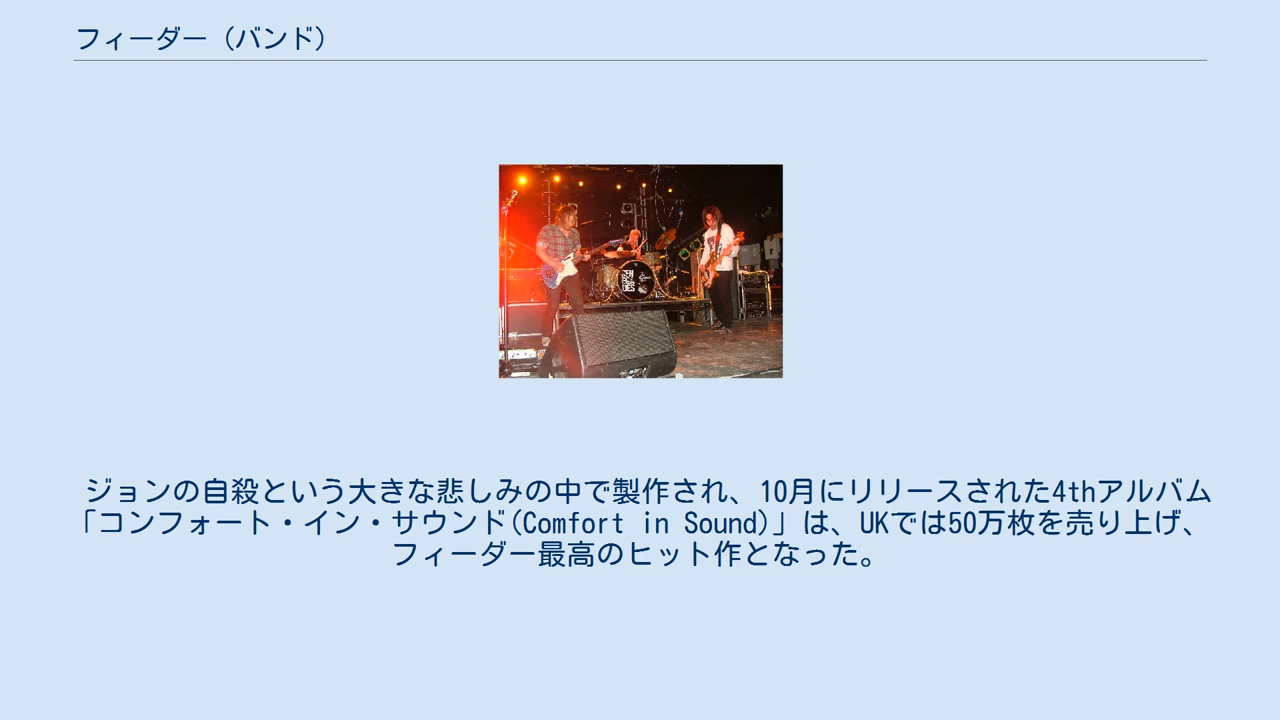 フィーダー（バンド）
ジョンの自殺という大きな悲しみの中で製作され、10月にリリースされた4thアルバム
「コンフォート・イン・サウンド(Comfort in Sound)」は、UKでは50万枚を売り上げ、
フィーダー最高のヒット作となった。